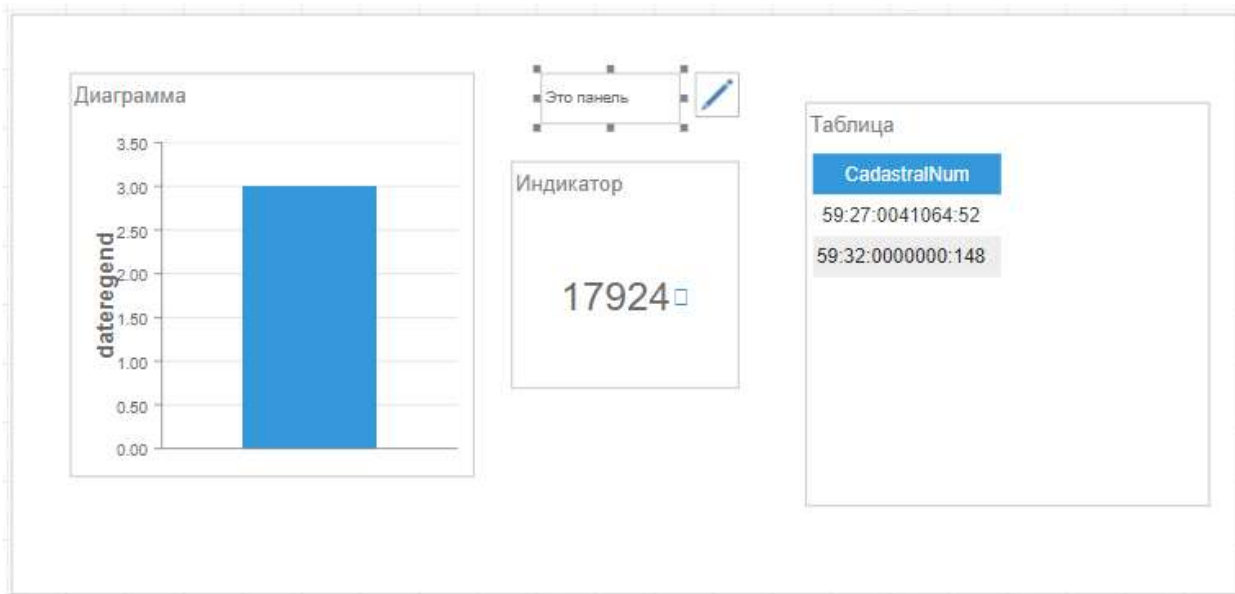 Диаграмма
3.50
3.00
2.50
2.00
1.50
1.00
0.50
0.00
dateregend
Это панель
Индикатор
17924
Таблица
CadastralNum
59:27:0041064:52
59:32:0000000:148